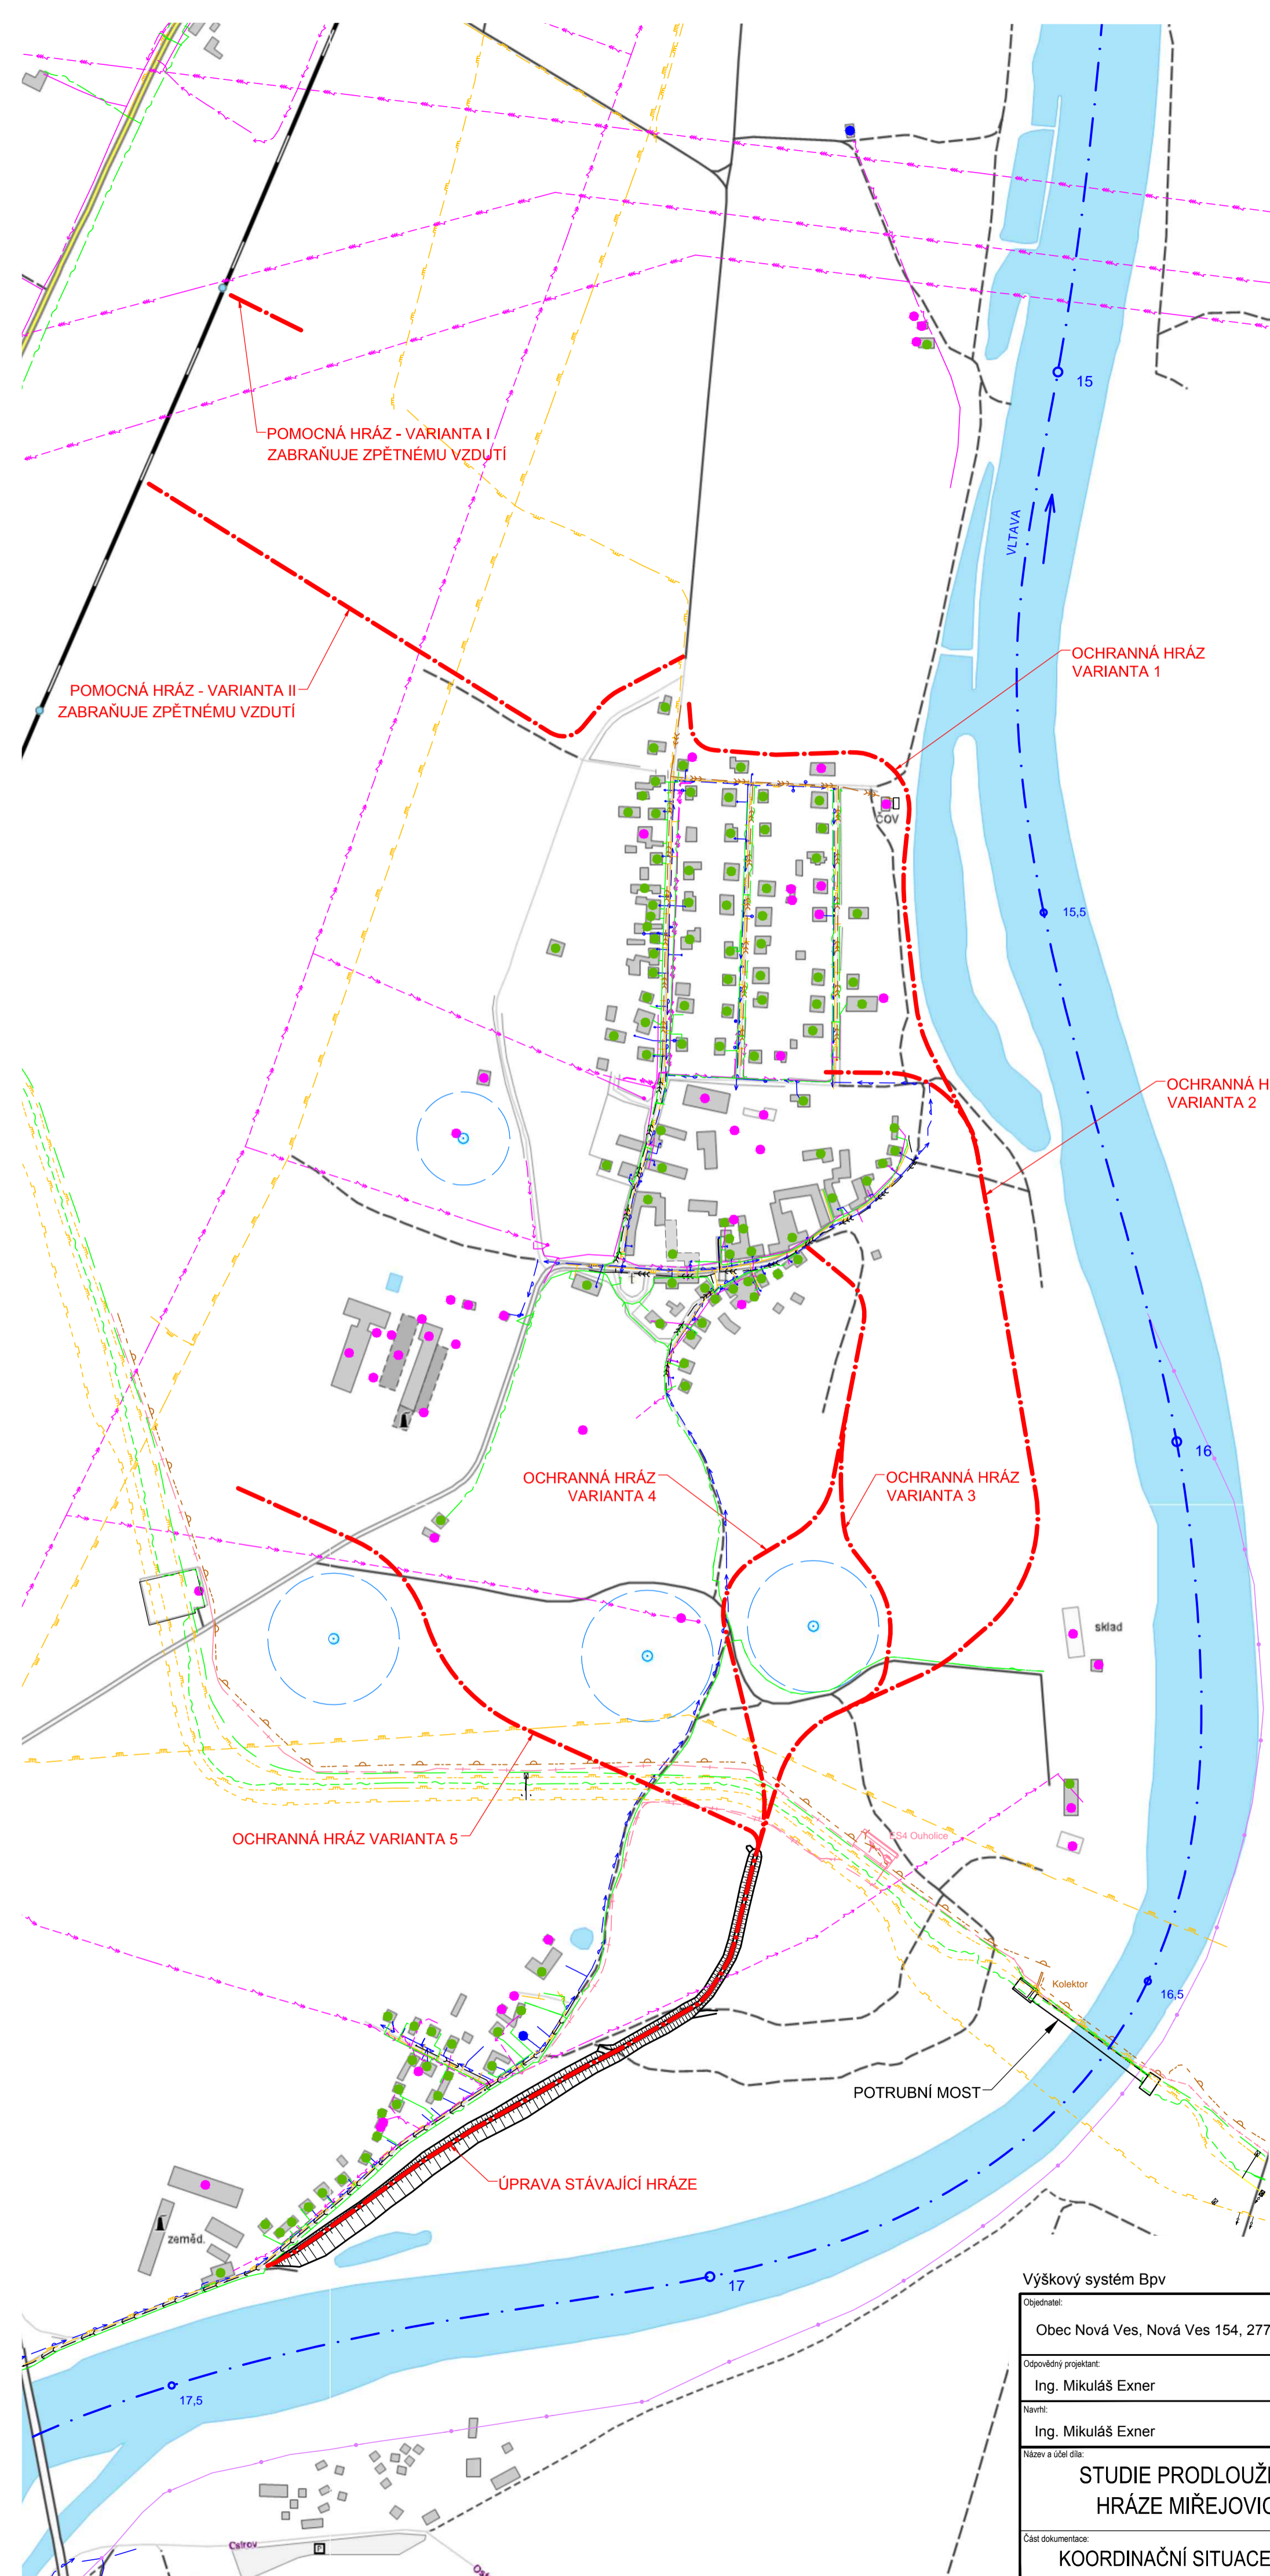 15
POMOCNÁ HRÁZ - VARIANTA I
ZABRAŇUJE ZPĚTNÉMU VZDUTÍ
VLTAVA
OCHRANNÁ HRÁZ
VARIANTA 1
POMOCNÁ HRÁZ - VARIANTA II
ZABRAŇUJE ZPĚTNÉMU VZDUTÍ
ČOV
15,5
OCHRANNÁ H
VARIANTA 2
16
OCHRANNÁ HRÁZ
VARIANTA 4
OCHRANNÁ HRÁZ
VARIANTA 3
sklad
OCHRANNÁ HRÁZ VARIANTA 5
ES4 Ouholice
Kolektor
16,5
POTRUBNÍ MOST
ÚPRAVA STÁVAJÍCÍ HRÁZE
zeměd.
17
17,5
Výškový systém Bpv
Objednatel:
Obec Nová Ves, Nová Ves 154, 277
Odpovědný projektant:
Ing. Mikuláš Exner
Navrhl:
Ing. Mikuláš Exner
Název a účel díla:
STUDIE PRODLOUŽ
HRÁZE MIŘEJOVIC
Část dokumentace:
KOORDINAČNÍ SITUACE
Csírov
P